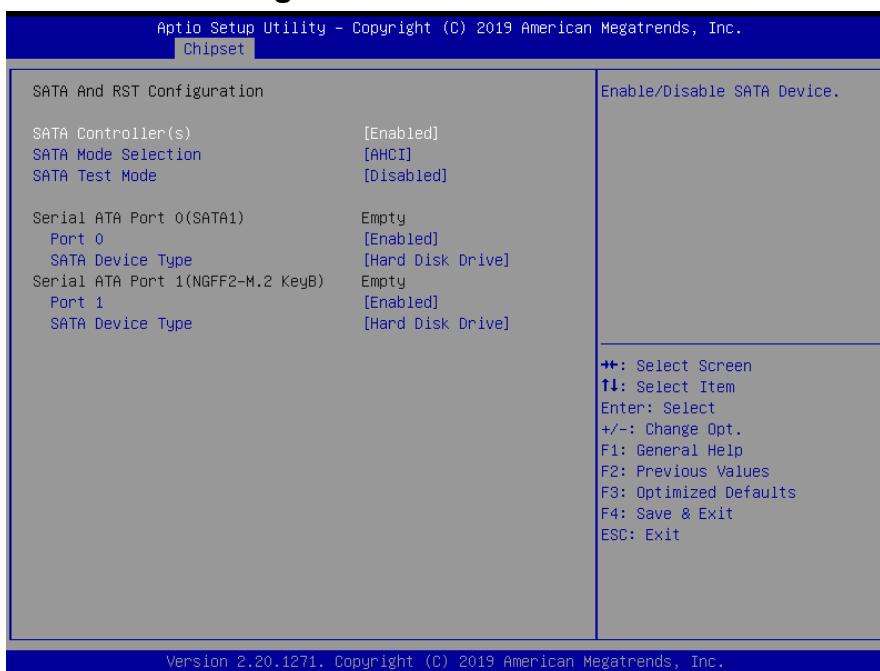 Aptio Setup Utility – Copyright (C) 2019 American Megatrends, Inc.
Chipset
SATA And RST Configuration
SATA Controller(s) [Enabled]
SATA Mode Selection [AHCI]
SATA Test Mode [Disabled]
Serial ATA Port 0(SATA1) Empty
Port 0 [Enabled]
SATA Device Type [Hard Disk Drive]
Serial ATA Port 1(NGFF2-M.2 KeyB) Empty
Port 1 [Enabled]
SATA Device Type [Hard Disk Drive]
Enable/Disable SATA Device.
→←: Select Screen
↑↓: Select Item
Enter: Select
+/-: Change Opt.
F1: General Help
F2: Previous Values
F3: Optimized Defaults
F4: Save & Exit
ESC: Exit
Version 2.20.1271. Copyright (C) 2019 American Megatrends, Inc.